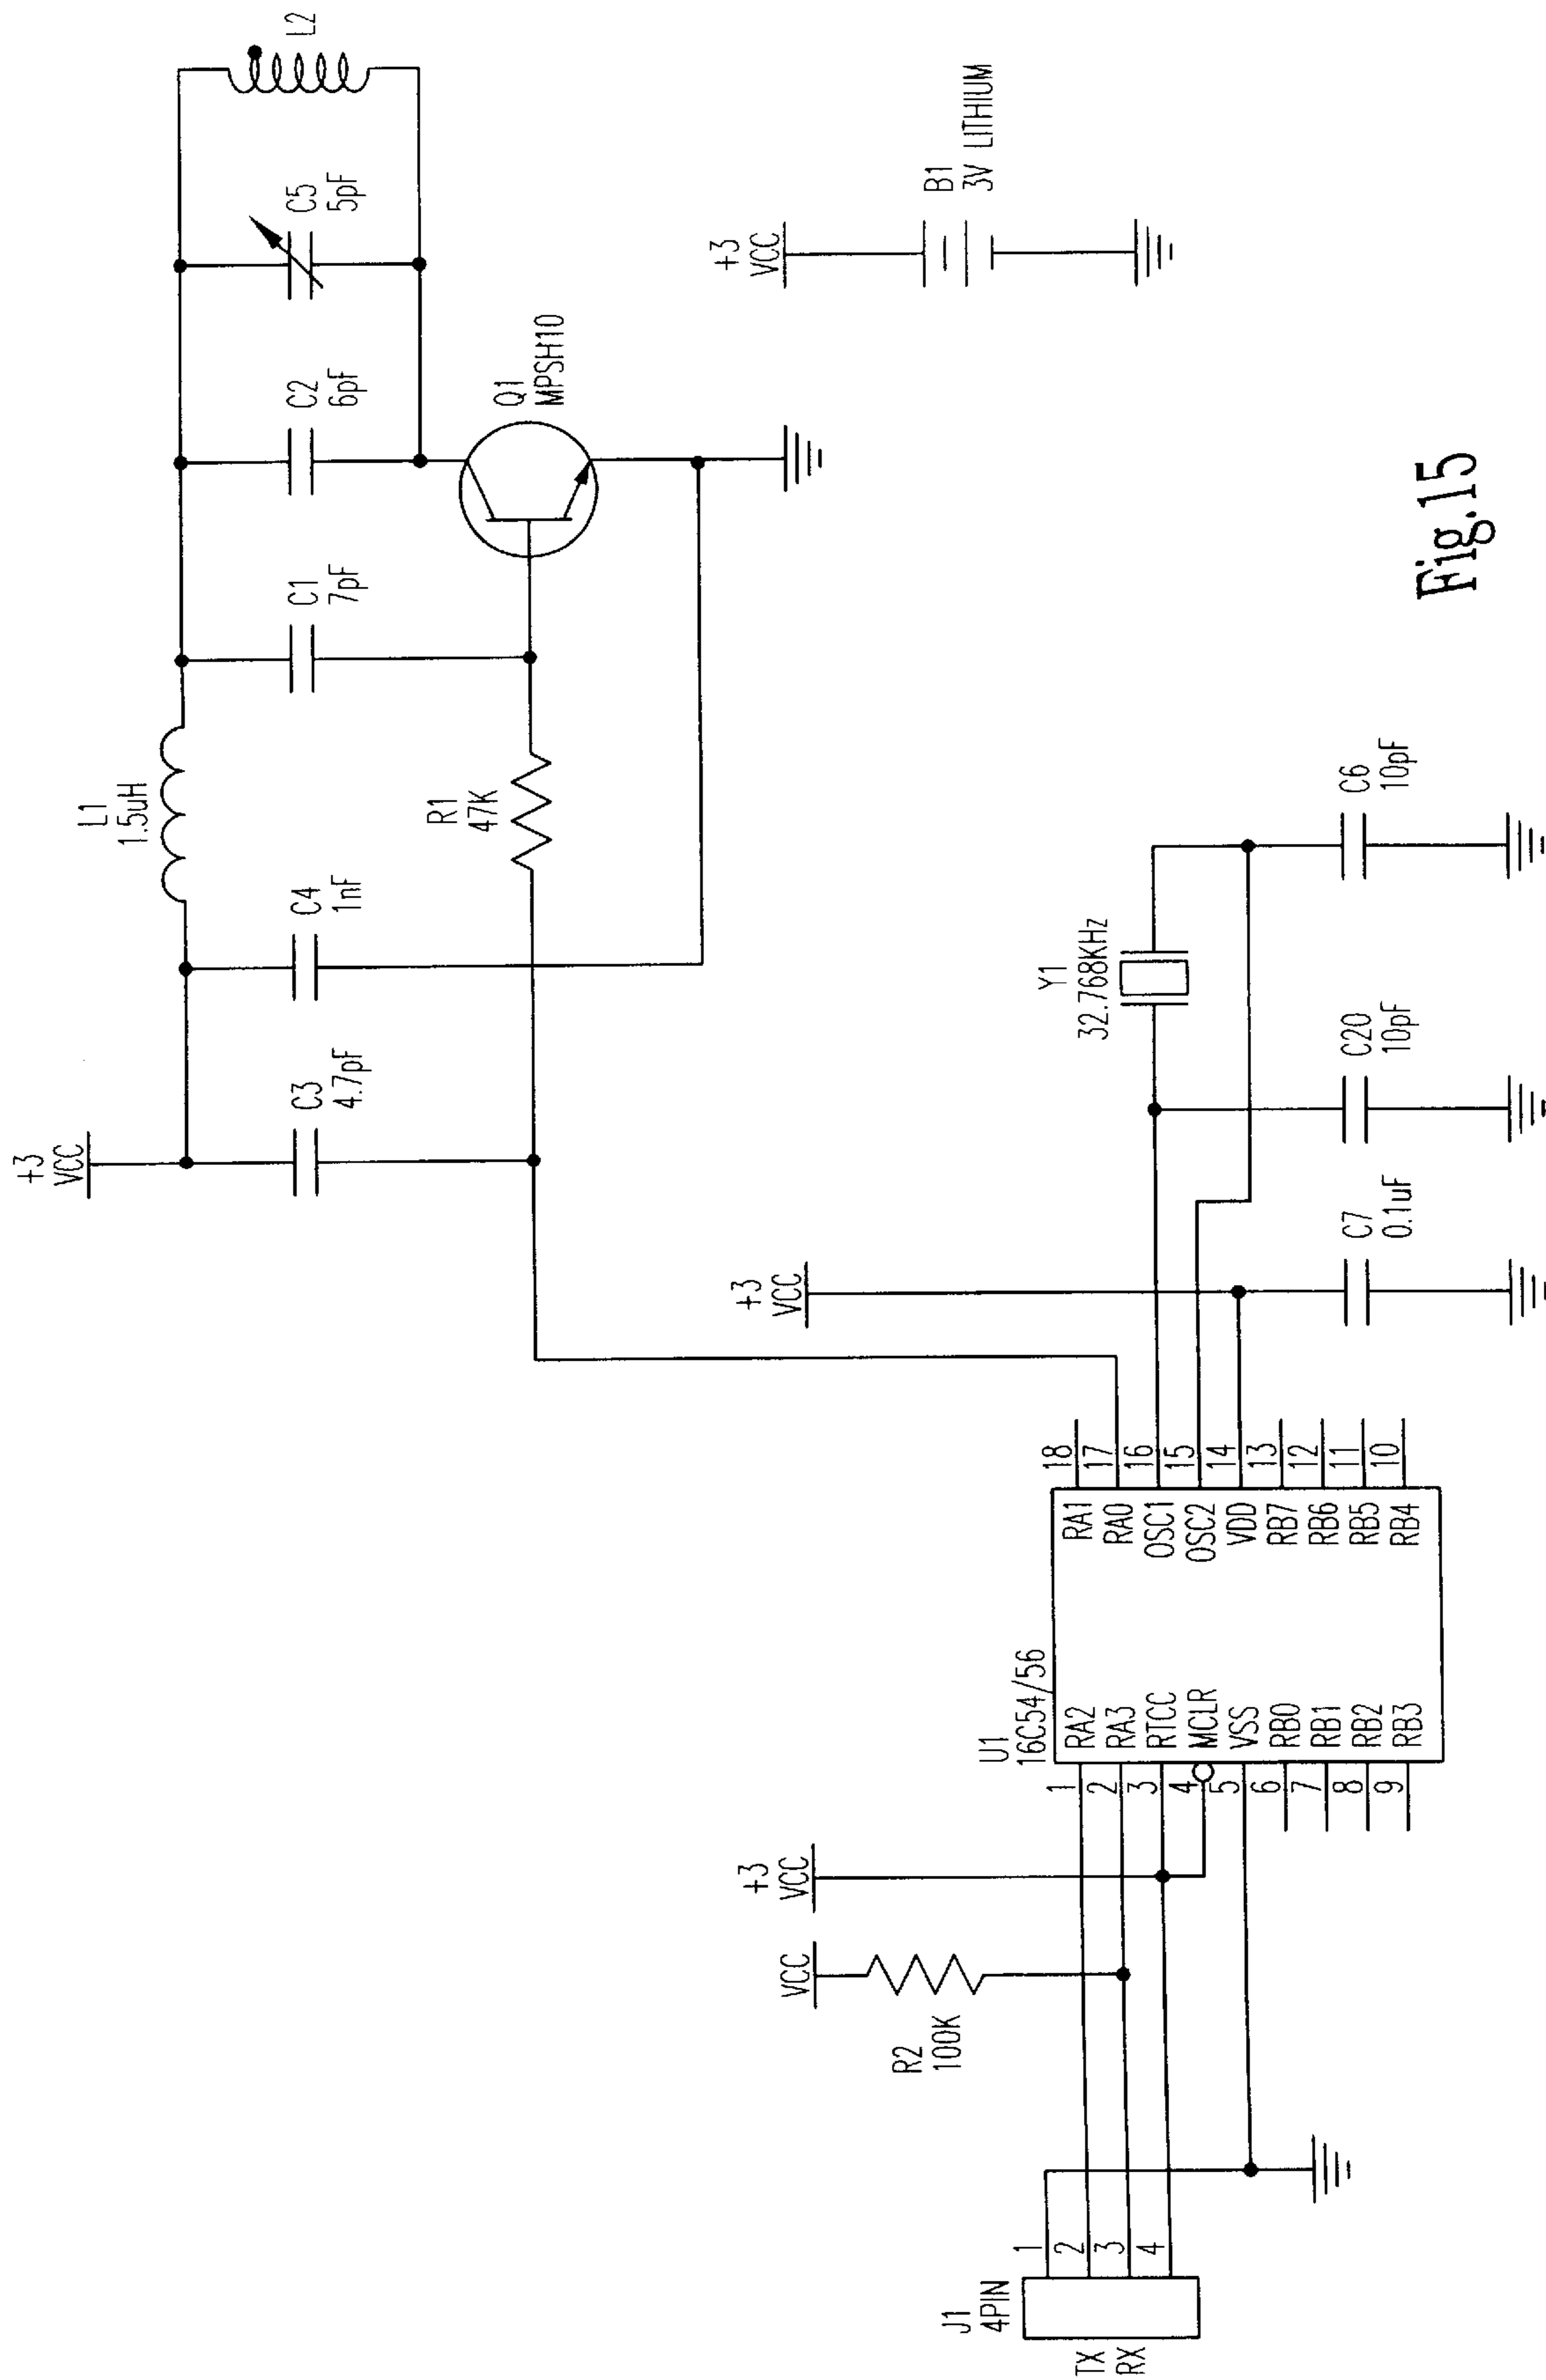 +3
VCC
L1
1.5uH
L2
C3
4.7pF
C4
1nF
C1
7pF
C2
6pF
C5
5pF
R1
47K
Q1
MPSH10
+3
VCC
B1
3V LITHIUM
VCC
+3
VCC
+3
VCC
R2
100K
J1
4PIN
TX
RX
1
2
3
4
U1
16C54/56
1
2
3
4
5
6
7
8
9
RA2
RA3
RTCC
MCLR
VSS
RB0
RB1
RB2
RB3
RA1
RA0
OSC1
OSC2
VDD
RB7
RB6
RB5
RB4
18
17
16
15
14
13
12
11
10
Y1
32.768KHz
C7
0.1uF
C20
10pF
C6
10pF
Fig.15